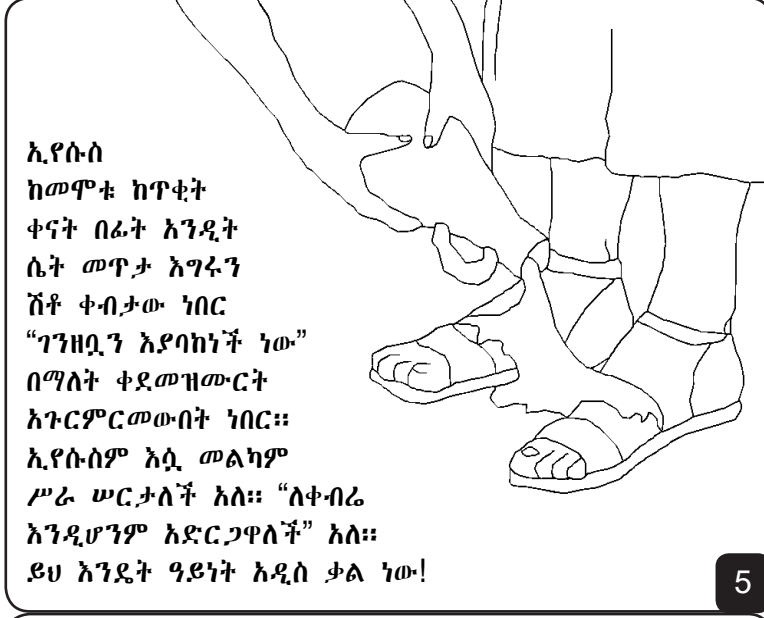 ኢየሱስ
ከመሞቱ ከጥቂት
ቀናት በፊት አንዲት
ሴት መጥታ እግሩን
ሽቶ ቀብታው ነበር
“ገንዘቧን እያባከነች ነው”
በማለት ቀደመዝሙርት
አጉርምርመውበት ነበር።
ኢየሱስም እሷ መልካም
ሥራ ሠርታለች አለ። “ለቀብሬ
እንዲሆንም አድርጋዋለች” አለ።
ይህ እንዴት ዓይነት አዲስ ቃል ነው!
5